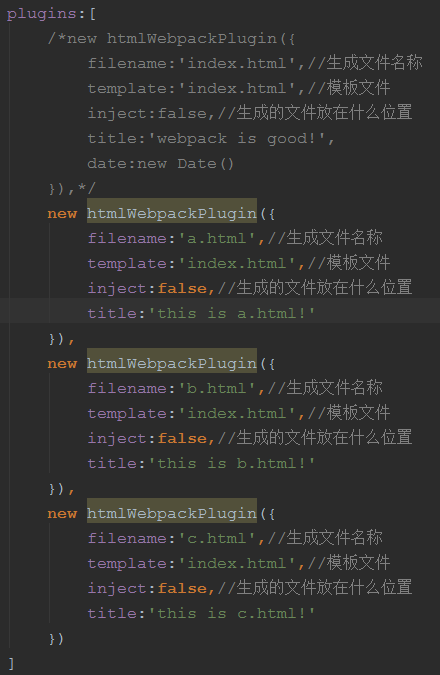 plugins:[
    /*new htmlWebpackPlugin({
        filename:'index.html',//生成文件名称
        template:'index.html',//模板文件
        inject:false,//生成的文件放在什么位置
        title:'webpack is good!',
        date:new Date()
    }),*/
    new htmlWebpackPlugin({
        filename:'a.html',//生成文件名称
        template:'index.html',//模板文件
        inject:false,//生成的文件放在什么位置
        title:'this is a.html!'
    }),
    new htmlWebpackPlugin({
        filename:'b.html',//生成文件名称
        template:'index.html',//模板文件
        inject:false,//生成的文件放在什么位置
        title:'this is b.html!'
    }),
    new htmlWebpackPlugin({
        filename:'c.html',//生成文件名称
        template:'index.html',//模板文件
        inject:false,//生成的文件放在什么位置
        title:'this is c.html!'
    })
]